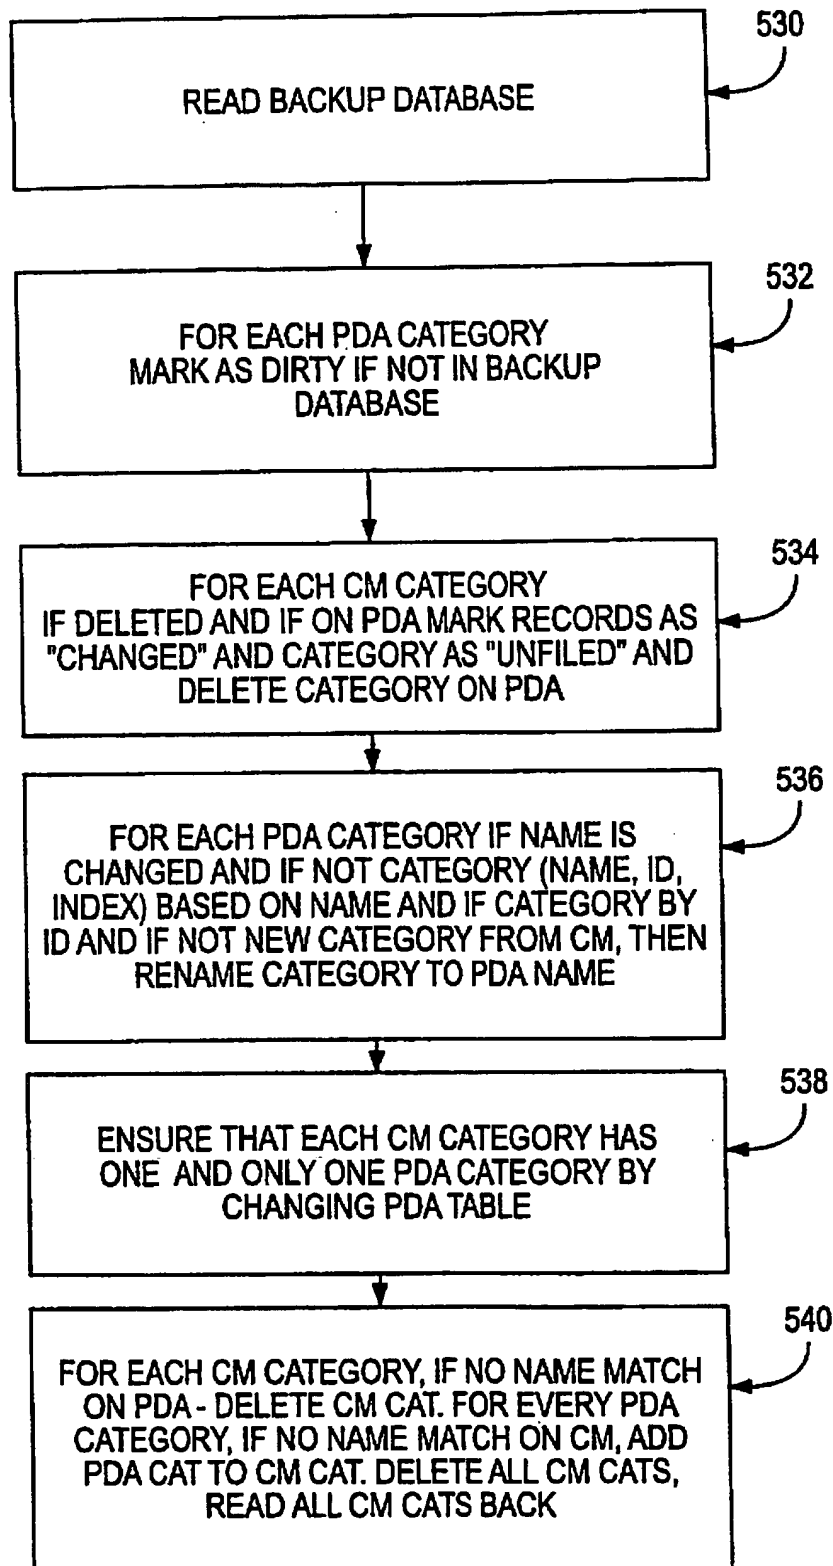 530
READ BACKUP DATABASE
532
FOR EACH PDA CATEGORY
MARK AS DIRTY IF NOT IN BACKUP
DATABASE
534
FOR EACH CM CATEGORY
IF DELETED AND IF ON PDA MARK RECORDS AS
"CHANGED" AND CATEGORY AS "UNFILED" AND
DELETE CATEGORY ON PDA
536
FOR EACH PDA CATEGORY IF NAME IS
CHANGED AND IF NOT CATEGORY (NAME, ID,
INDEX) BASED ON NAME AND IF CATEGORY BY
ID AND IF NOT NEW CATEGORY FROM CM, THEN
RENAME CATEGORY TO PDA NAME
538
ENSURE THAT EACH CM CATEGORY HAS
ONE AND ONLY ONE PDA CATEGORY BY
CHANGING PDA TABLE
540
FOR EACH CM CATEGORY, IF NO NAME MATCH
ON PDA - DELETE CM CAT. FOR EVERY PDA
CATEGORY, IF NO NAME MATCH ON CM, ADD
PDA CAT TO CM CAT. DELETE ALL CM CATS,
READ ALL CM CATS BACK